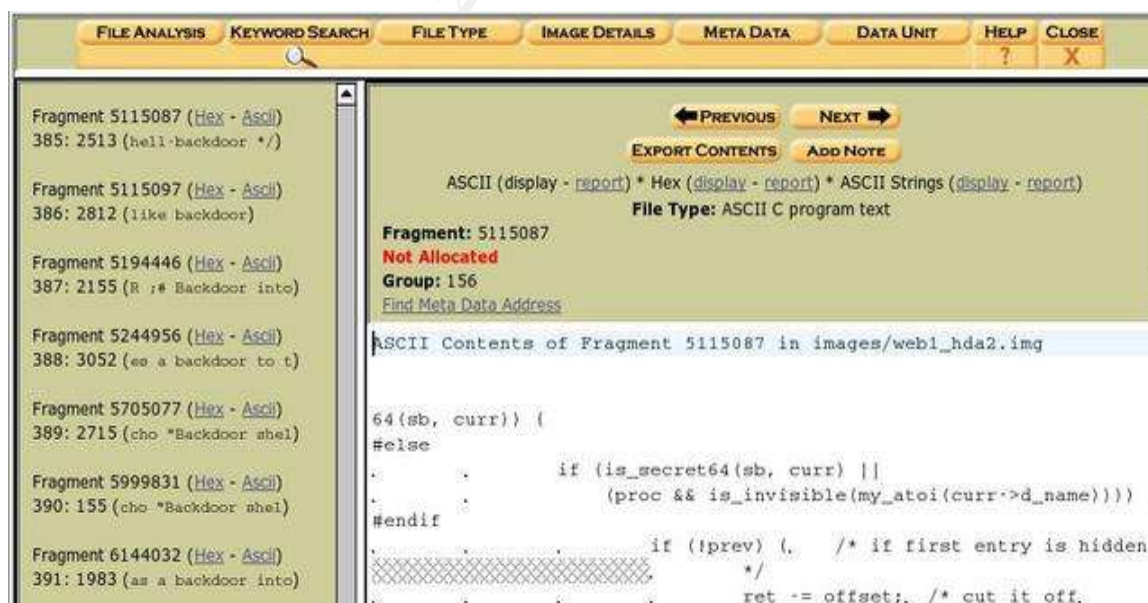 FILE ANALYSIS KEYWORD SEARCH FILE TYPE IMAGE DETAILS META DATA DATA UNIT HELP CLOSE
? X
Fragment 5115087 (Hex - Ascii)
385: 2513 (hell-backdoor */)
Fragment 5115097 (Hex - Ascii)
386: 2812 (like backdoor)
Fragment 5194446 (Hex - Ascii)
387: 2155 (R ;# Backdoor into)
Fragment 5244956 (Hex - Ascii)
388: 3052 (es a backdoor to t)
Fragment 5705077 (Hex - Ascii)
389: 2715 (cho "Backdoor shel)
Fragment 5999831 (Hex - Ascii)
390: 155 (cho "Backdoor shel)
Fragment 6144032 (Hex - Ascii)
391: 1983 (as a backdoor into)
PREVIOUS NEXT
EXPORT CONTENTS ADD NOTE
ASCII (display - report) * Hex (display - report) * ASCII Strings (display - report)
File Type: ASCII C program text
Fragment: 5115087
Not Allocated
Group: 156
Find Meta Data Address
ASCII Contents of Fragment 5115087 in images/web1_hda2.img
64(sb, curr)) {
#else
. . if (is_secret64(sb, curr) ||
. . (proc && is_invisible(my_atoi(curr->d_name))))
#endif
. . . if (!prev) {. /* if first entry is hidden
. */
. . . ret -= offset;. /* cut it off.